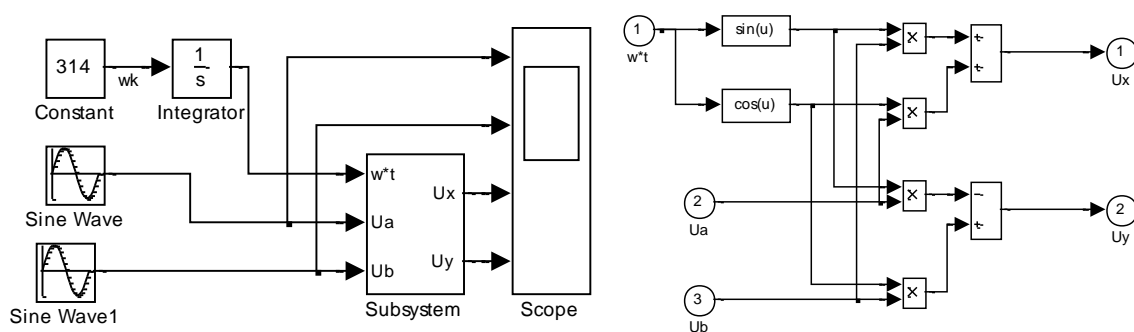 314
Constant
wk
1
s
Integrator
Sine Wave
Sine Wave1
w*t
Ua
Ub
Ux
Uy
Subsystem
Scope
1
w*t
sin(u)
cos(u)
×
×
×
×
+
+
-
+
1
Ux
2
Ua
2
Uy
3
Ub